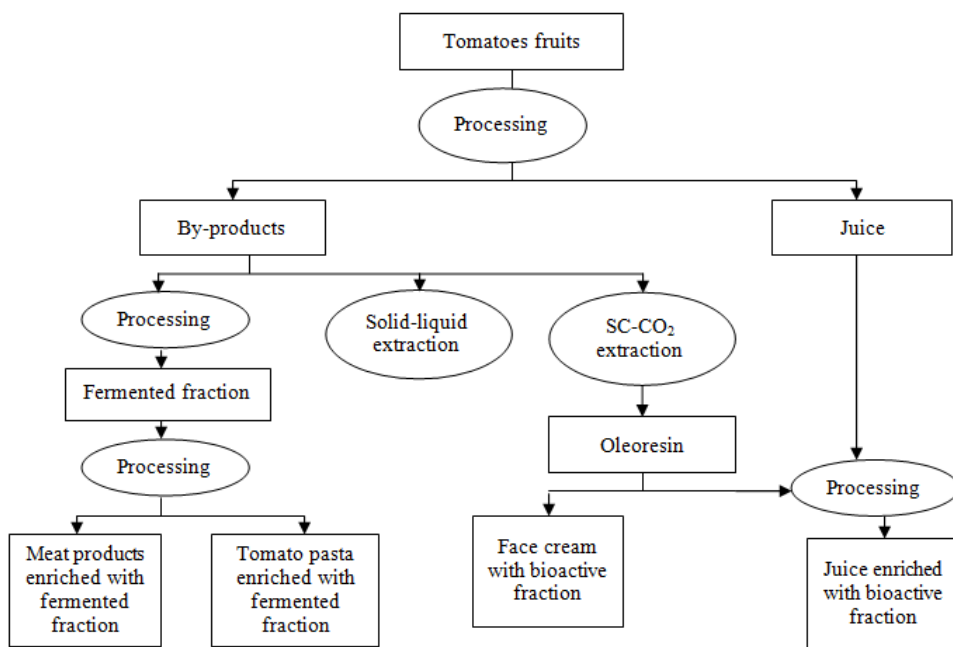 Tomatoes fruits
Processing
By-products
Juice
Processing
Solid-liquid
extraction
SC-CO₂
extraction
Fermented fraction
Oleoresin
Processing
Processing
Meat products
enriched with
fermented
fraction
Tomato pasta
enriched with
fermented
fraction
Face cream
with bioactive
fraction
Juice enriched
with bioactive
fraction